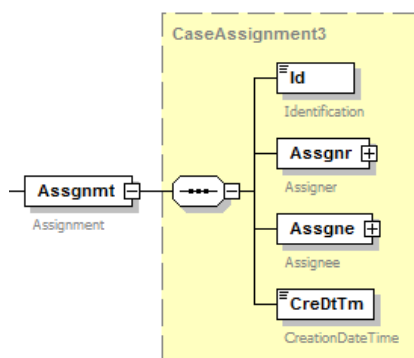 CaseAssignment3
Id
Identification
Assgnr
Assigner
Assgnmt
Assignment
Assgne
Assignee
CreDtTm
CreationDateTime